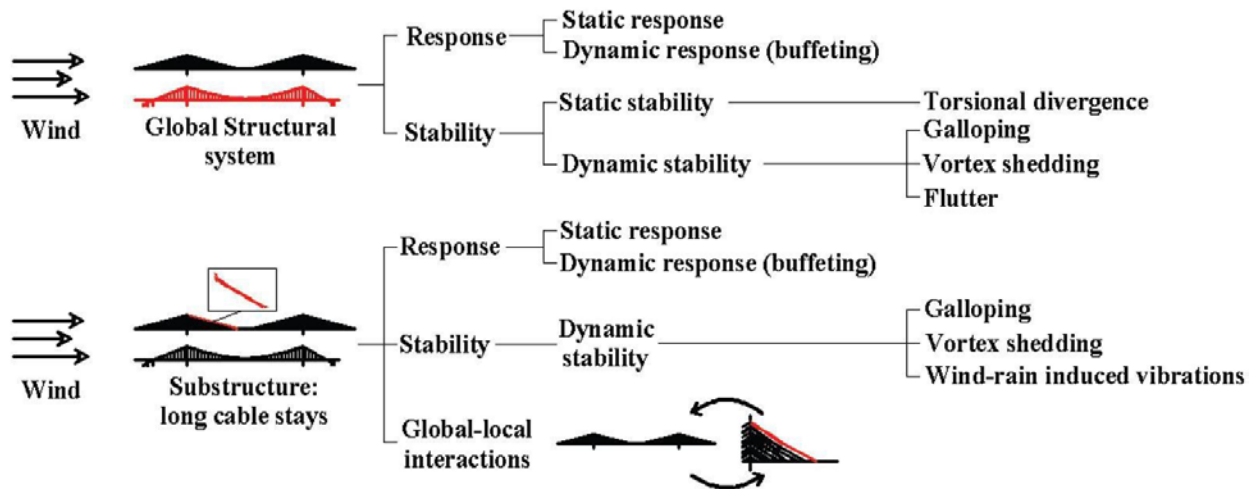 Wind
Global Structural
system
Response
Static response
Dynamic response (buffeting)
Stability
Static stability
Torsional divergence
Dynamic stability
Galloping
Vortex shedding
Flutter
Wind
Substructure:
long cable stays
Response
Static response
Dynamic response (buffeting)
Stability
Dynamic
stability
Galloping
Vortex shedding
Wind-rain induced vibrations
Global-local
interactions